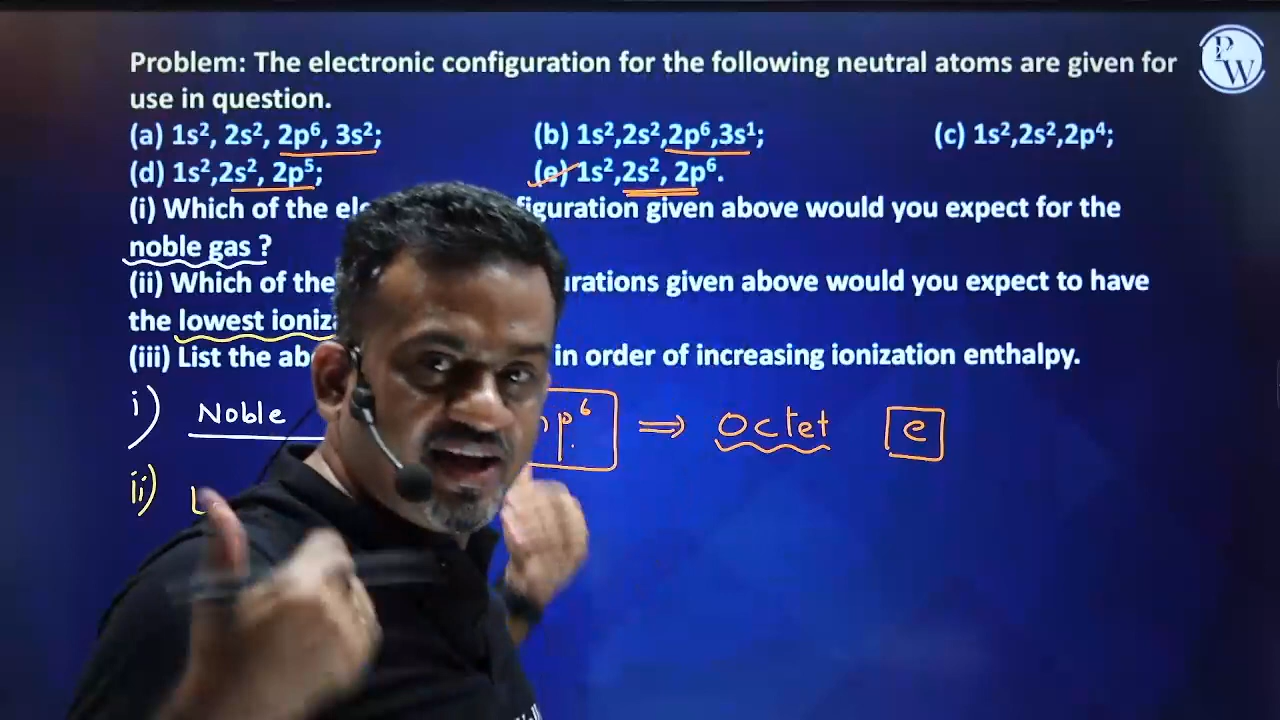 Problem: The electronic configuration for the following neutral atoms are given for
use in question.
(a) 1s², 2s², 2p⁶, 3s²; (b) 1s²,2s²,2p⁶,3s¹; (c) 1s²,2s²,2p⁴;
(d) 1s²,2s², 2p⁵; (e) 1s²,2s², 2p⁶.
(i) Which of the figuration given above would you expect for the
noble gas ?
(ii) Which of the urations given above would you expect to have
the lowest
(iii) List the in order of increasing ionization enthalpy.
i) Noble p⁶ ⇒ Octet e
ii) L
PW